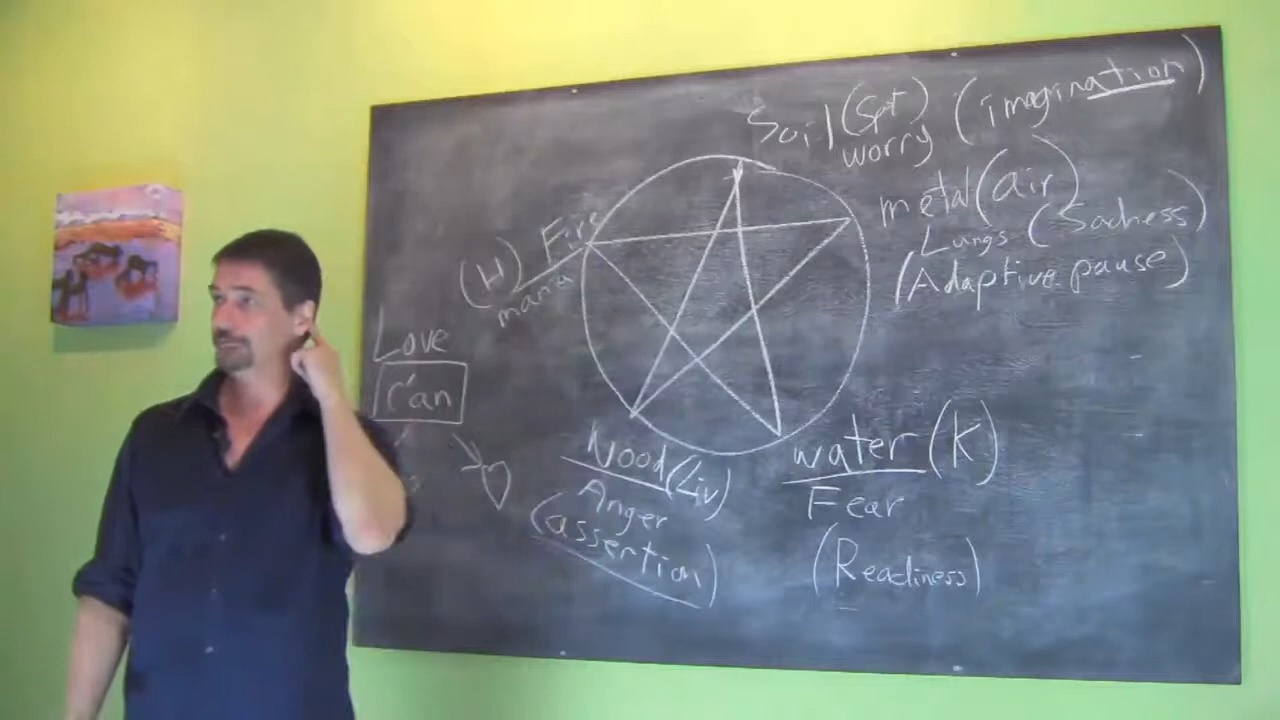 Soil (Spt)
worry (imagination)
metal (air)
Lungs (Sadness)
(Adaptive pause)
(H) Fire
mania
Love
r'an
Wood (Liv)
Anger
(assertion)
water (K)
Fear
(Readiness)